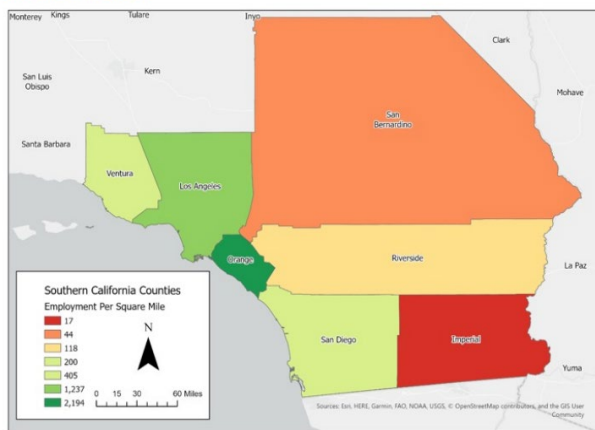 Monterey Kings Tulare Inyo
Clark
San Luis
Obispo
Kern
Mohave
San
Bernardino
Santa Barbara
Ventura
Los Angeles
Orange
Riverside
La Paz
Southern California Counties
Employment Per Square Mile
17
44
118
200
405
1,237
2,194
N
0 15 30 60 Miles
San Diego
Imperial
Yuma
Sources: Esri, HERE, Garmin, FAO, NOAA, USGS, © OpenStreetMap contributors, and the GIS User
Community